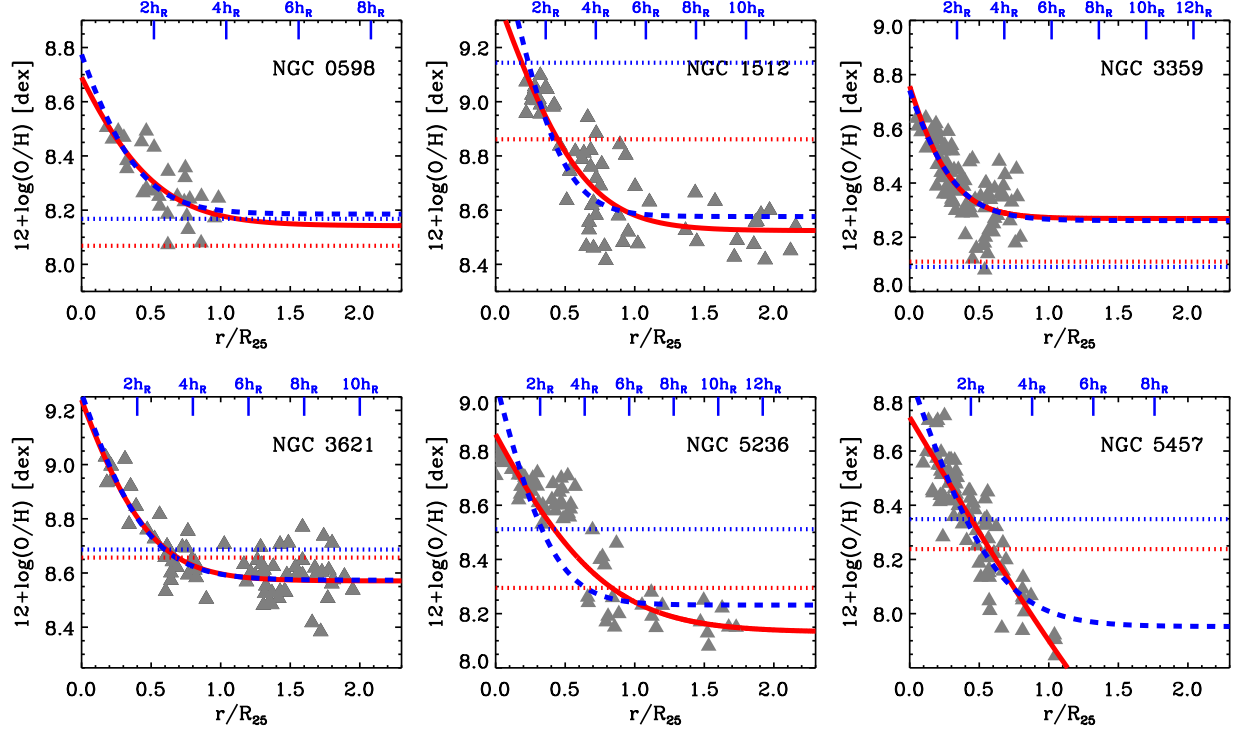 2h_R 4h_R 6h_R 8h_R
2h_R 4h_R 6h_R 8h_R 10h_R
2h_R 4h_R 6h_R 8h_R 10h_R 12h_R
NGC 0598
NGC 1512
NGC 3359
12+log(O/H) [dex]
8.8
8.6
8.4
8.2
8.0
12+log(O/H) [dex]
9.2
9.0
8.8
8.6
8.4
12+log(O/H) [dex]
9.0
8.8
8.6
8.4
8.2
8.0
0.0 0.5 1.0 1.5 2.0
0.0 0.5 1.0 1.5 2.0
0.0 0.5 1.0 1.5 2.0
r/R_25
r/R_25
r/R_25
2h_R 4h_R 6h_R 8h_R 10h_R
2h_R 4h_R 6h_R 8h_R 10h_R 12h_R
2h_R 4h_R 6h_R 8h_R
NGC 3621
NGC 5236
NGC 5457
12+log(O/H) [dex]
9.2
9.0
8.8
8.6
8.4
12+log(O/H) [dex]
9.0
8.8
8.6
8.4
8.2
8.0
12+log(O/H) [dex]
8.8
8.6
8.4
8.2
8.0
0.0 0.5 1.0 1.5 2.0
0.0 0.5 1.0 1.5 2.0
0.0 0.5 1.0 1.5 2.0
r/R_25
r/R_25
r/R_25